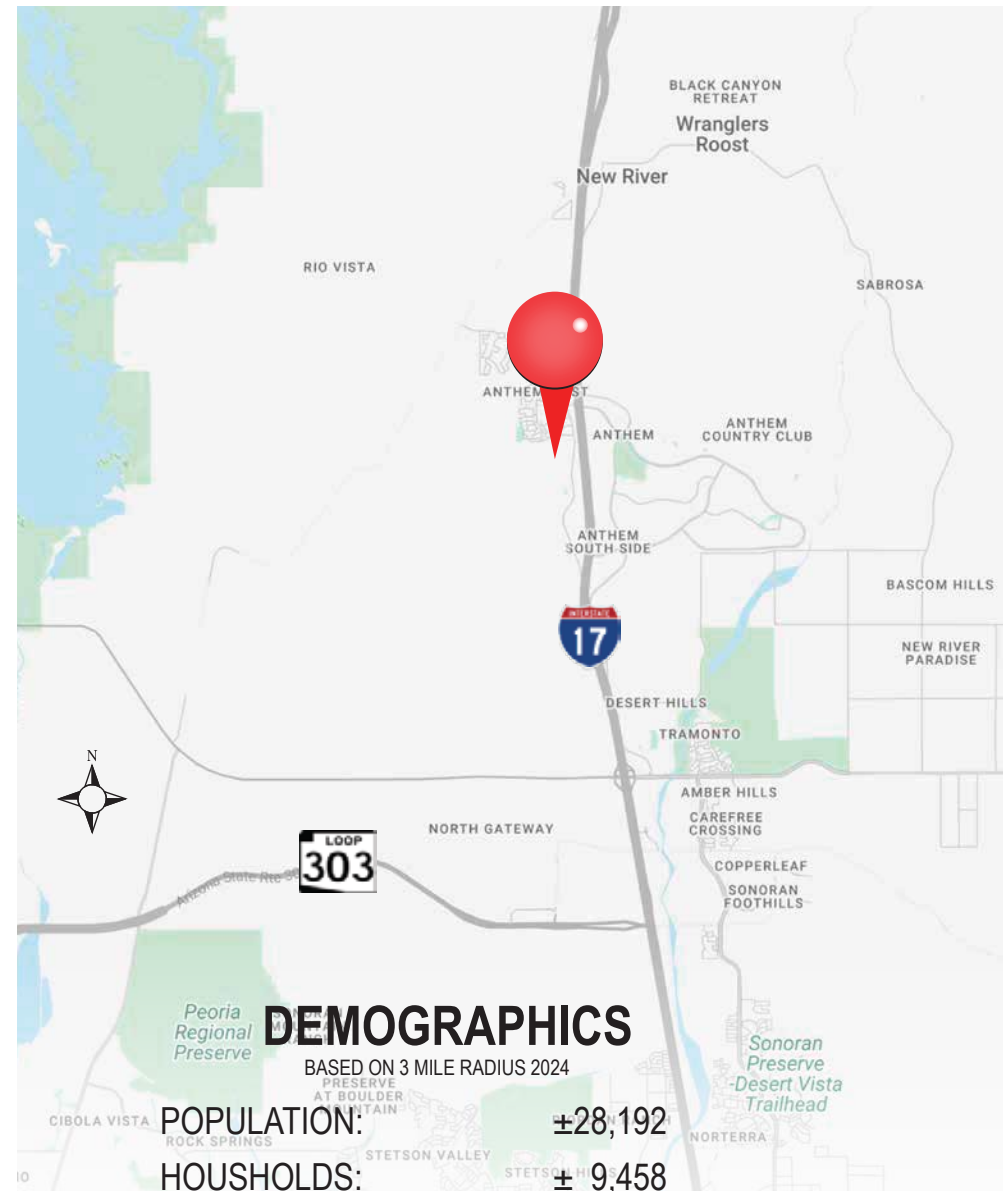 BLACK CANYON
RETREAT
Wranglers
Roost
New River
RIO VISTA
SABROSA
ANTHEM ST
ANTHEM
ANTHEM
COUNTRY CLUB
ANTHEM
SOUTH SIDE
BASCOM HILLS
INTERSTATE
17
NEW RIVER
PARADISE
DESERT HILLS
TRAMONTO
N
AMBER HILLS
CAREFREE
CROSSING
NORTH GATEWAY
LOOP
303
Arizona State Rte
COPPERLEAF
SONORAN
FOOTHILLS
Peoria
Regional
Preserve
DEMOGRAPHICS
BASED ON 3 MILE RADIUS 2024
Sonoran
Preserve
-Desert Vista
Trailhead
PRESERVE
AT BOULDER
MOUNTAIN
CIBOLA VISTA
POPULATION: ±28,192
NORTERRA
ROCK SPRINGS
STETSON VALLEY
HOUSHOLDS: ± 9,458